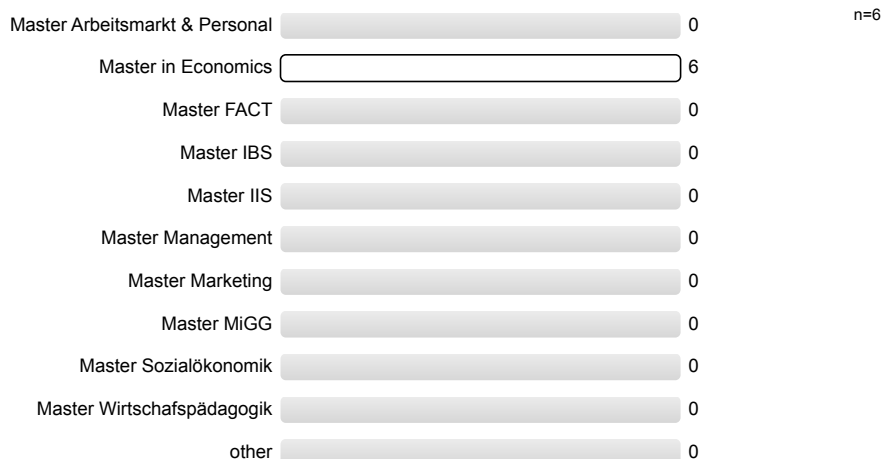 Master Arbeitsmarkt & Personal 0 n=6
Master in Economics 6
Master FACT 0
Master IBS 0
Master IIS 0
Master Management 0
Master Marketing 0
Master MiGG 0
Master Sozialökonomik 0
Master Wirtschafspädagogik 0
other 0